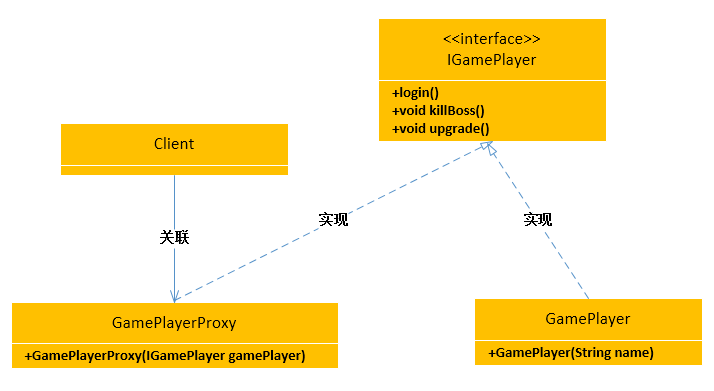 <<interface>>
IGamePlayer
+login()
+void killBoss()
+void upgrade()
Client
实现
实现
关联
GamePlayerProxy
+GamePlayerProxy(IGamePlayer gamePlayer)
GamePlayer
+GamePlayer(String name)